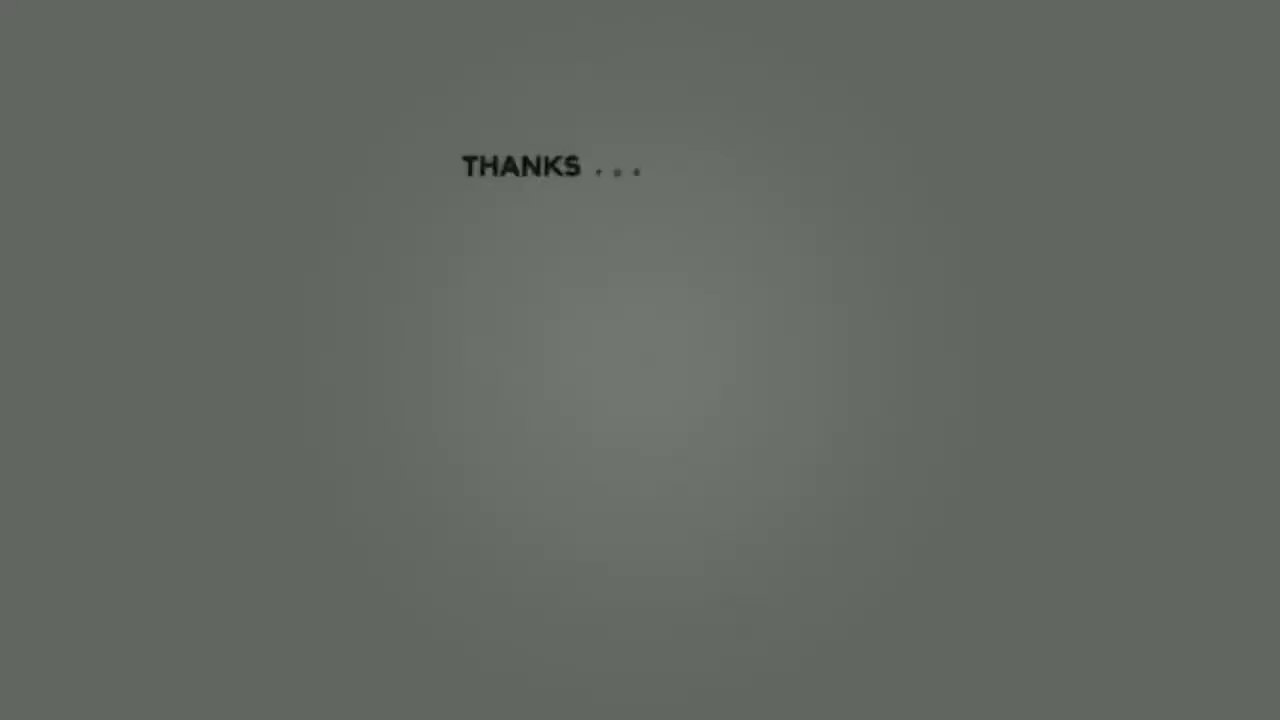 THANKS . . .